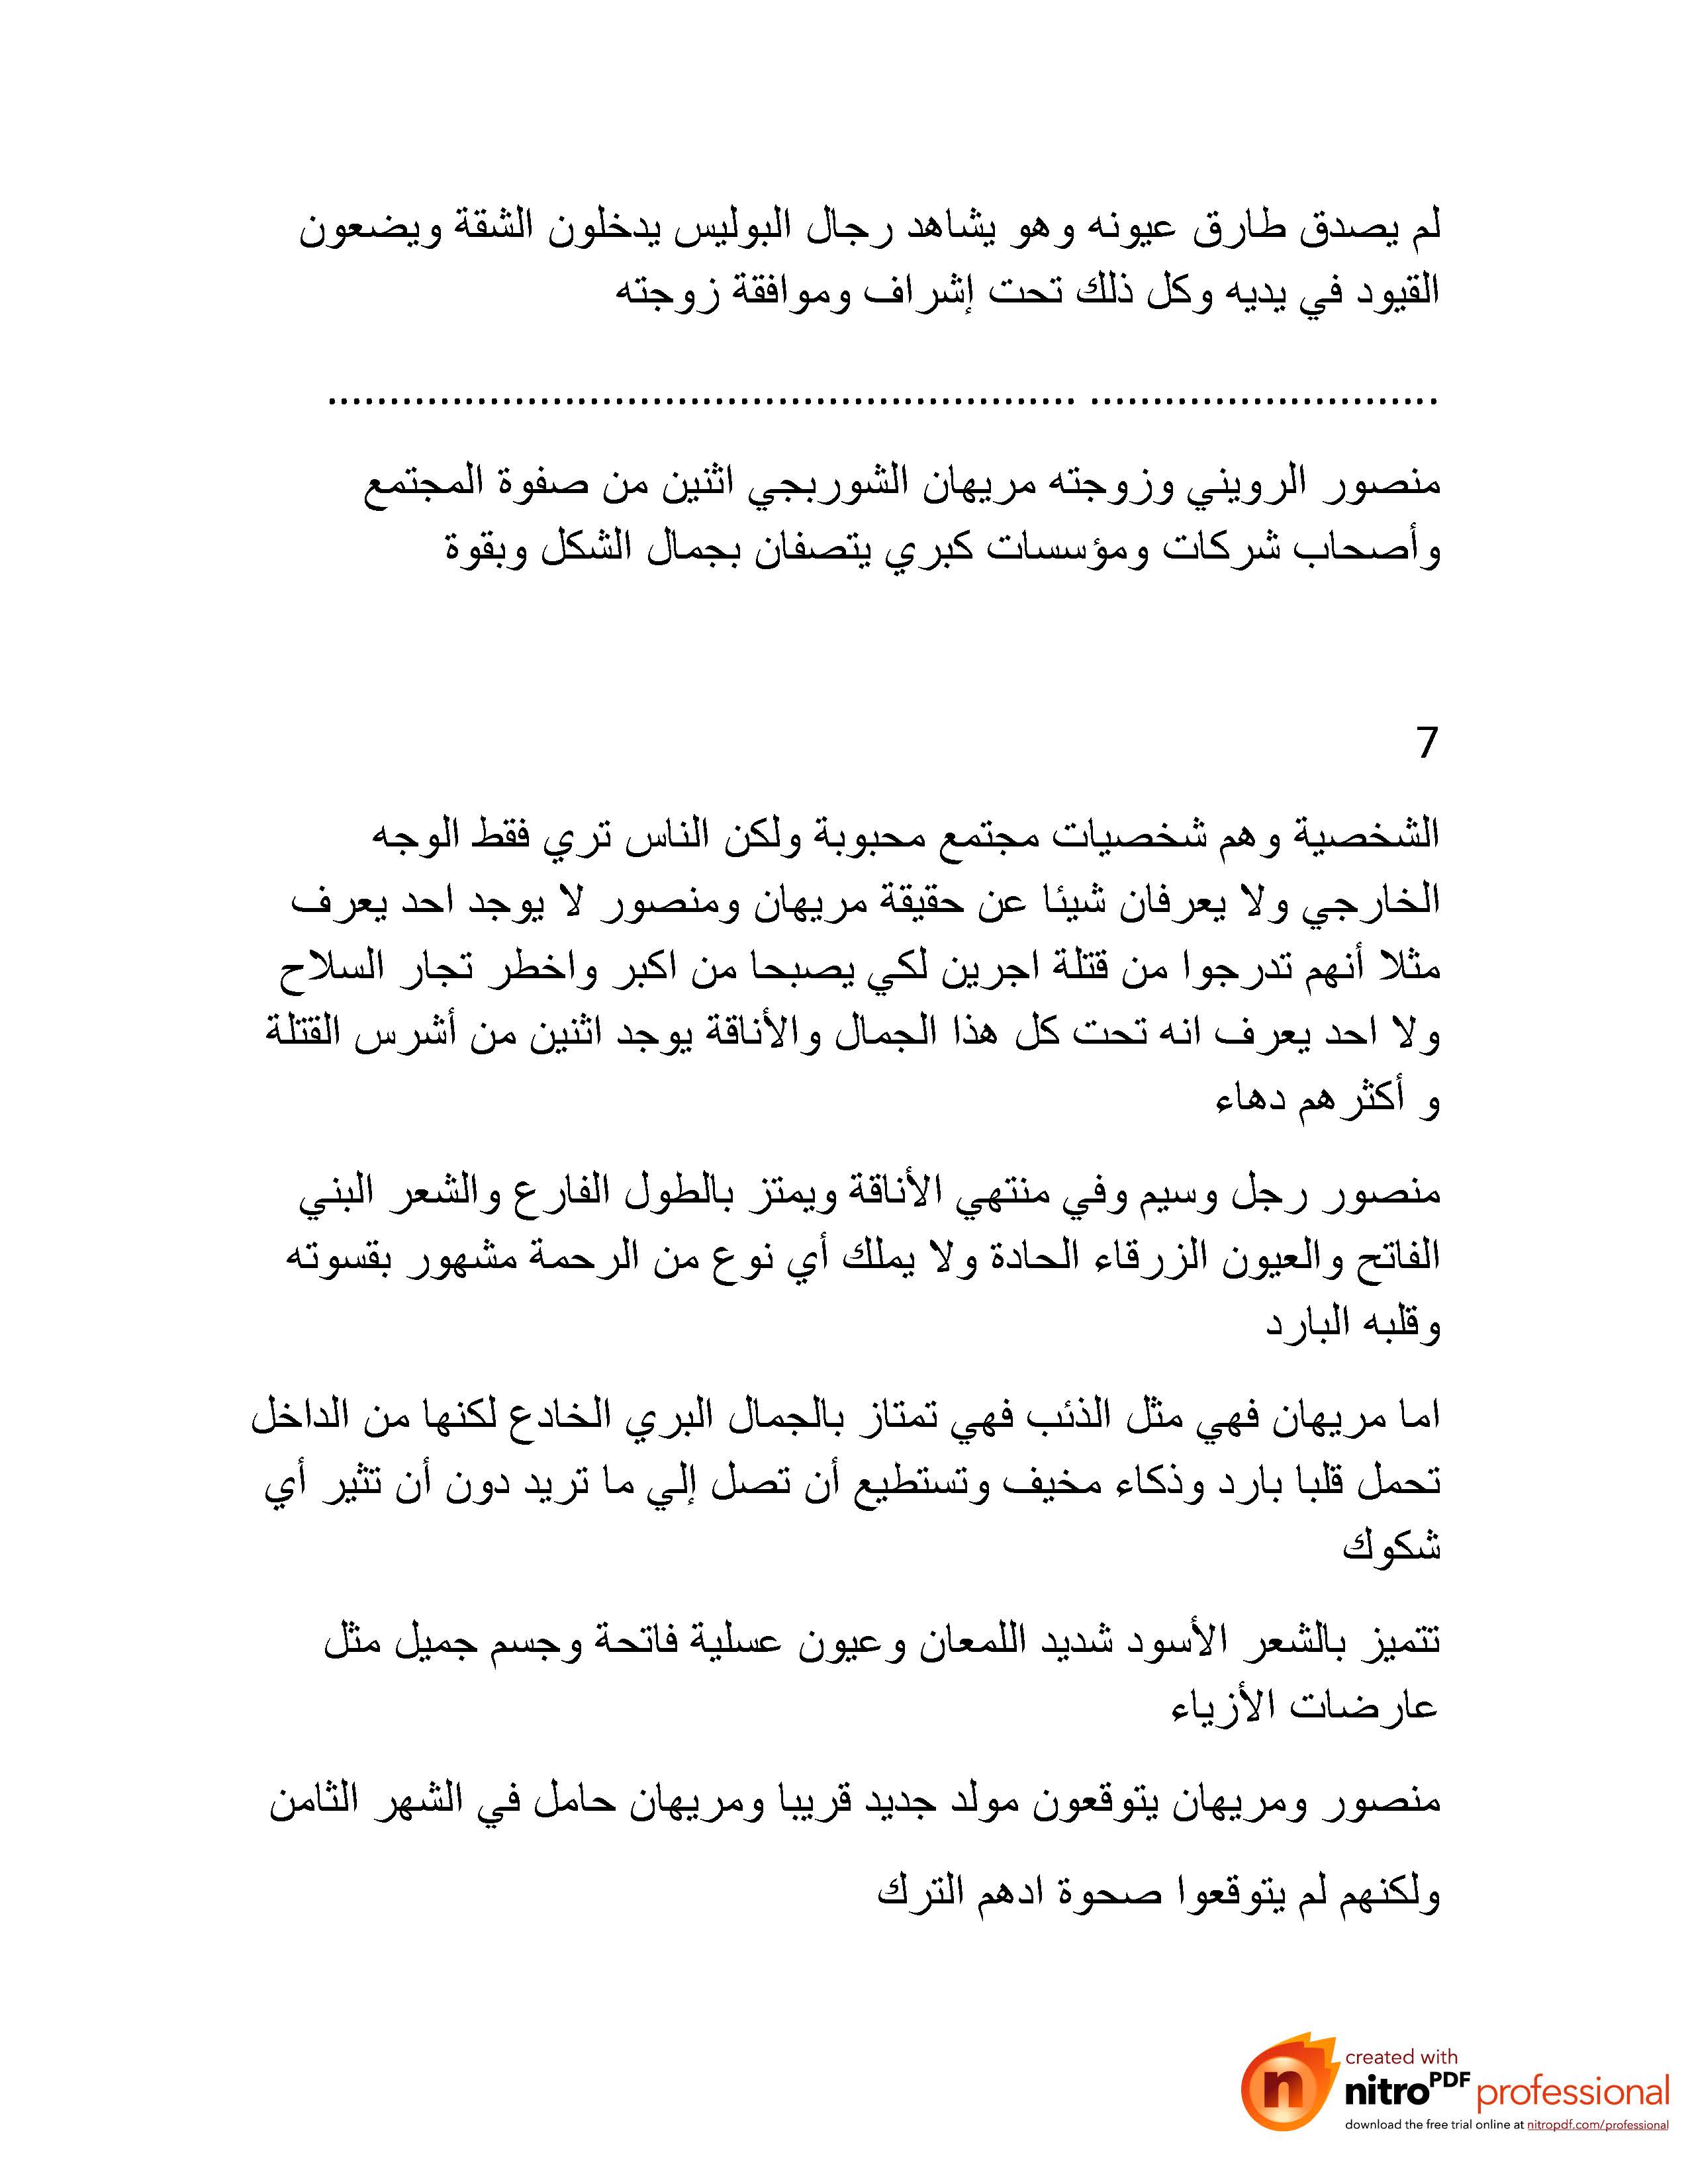 لم يصدق طارق عيونه وهو يشاهد رجال البوليس يدخلون الشقة ويضعون
القيود في يديه وكل ذلك تحت إشراف وموافقة زوجته
........................... ..........................................................
منصور الرويني وزوجته مريهان الشوربجي اثنين من صفوة المجتمع
وأصحاب شركات ومؤسسات كبري يتصفان بجمال الشكل وبقوة
7
الشخصية وهم شخصيات مجتمع محبوبة ولكن الناس تري فقط الوجه
الخارجي ولا يعرفان شيئا عن حقيقة مريهان ومنصور لا يوجد احد يعرف
مثلا أنهم تدرجوا من قتلة اجرين لكي يصبحا من اكبر واخطر تجار السلاح
ولا احد يعرف انه تحت كل هذا الجمال والأناقة يوجد اثنين من أشرس القتلة
و أكثرهم دهاء
منصور رجل وسيم وفي منتهي الأناقة ويمتز بالطول الفارع والشعر البني
الفاتح والعيون الزرقاء الحادة ولا يملك أي نوع من الرحمة مشهور بقسوته
وقلبه البارد
اما مريهان فهي مثل الذئب فهي تمتاز بالجمال البري الخادع لكنها من الداخل
تحمل قلبا بارد وذكاء مخيف وتستطيع أن تصل إلي ما تريد دون أن تثير أي
شكوك
تتميز بالشعر الأسود شديد اللمعان وعيون عسلية فاتحة وجسم جميل مثل
عارضات الأزياء
منصور ومريهان يتوقعون مولد جديد قريبا ومريهان حامل في الشهر الثامن
ولكنهم لم يتوقعوا صحوة ادهم الترك
created with
nitroPDF professional
download the free trial online at nitropdf.com/professional